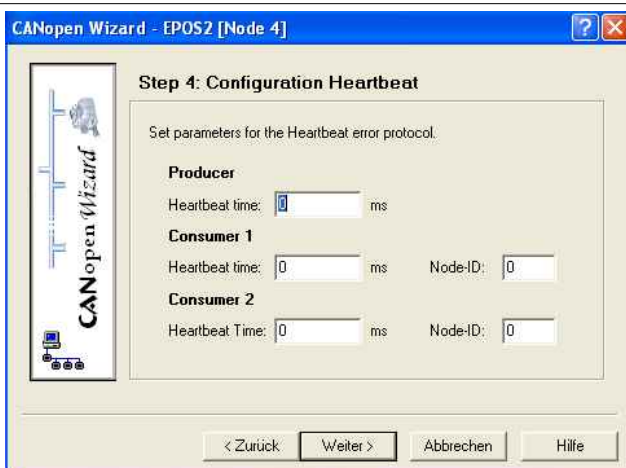 CANopen Wizard - EPOS2 [Node 4]
CANopen Wizard
Step 4: Configuration Heartbeat
Set parameters for the Heartbeat error protocol.
Producer
Heartbeat time: 0 ms
Consumer 1
Heartbeat time: 0 ms Node-ID: 0
Consumer 2
Heartbeat Time: 0 ms Node-ID: 0
< Zurück Weiter > Abbrechen Hilfe